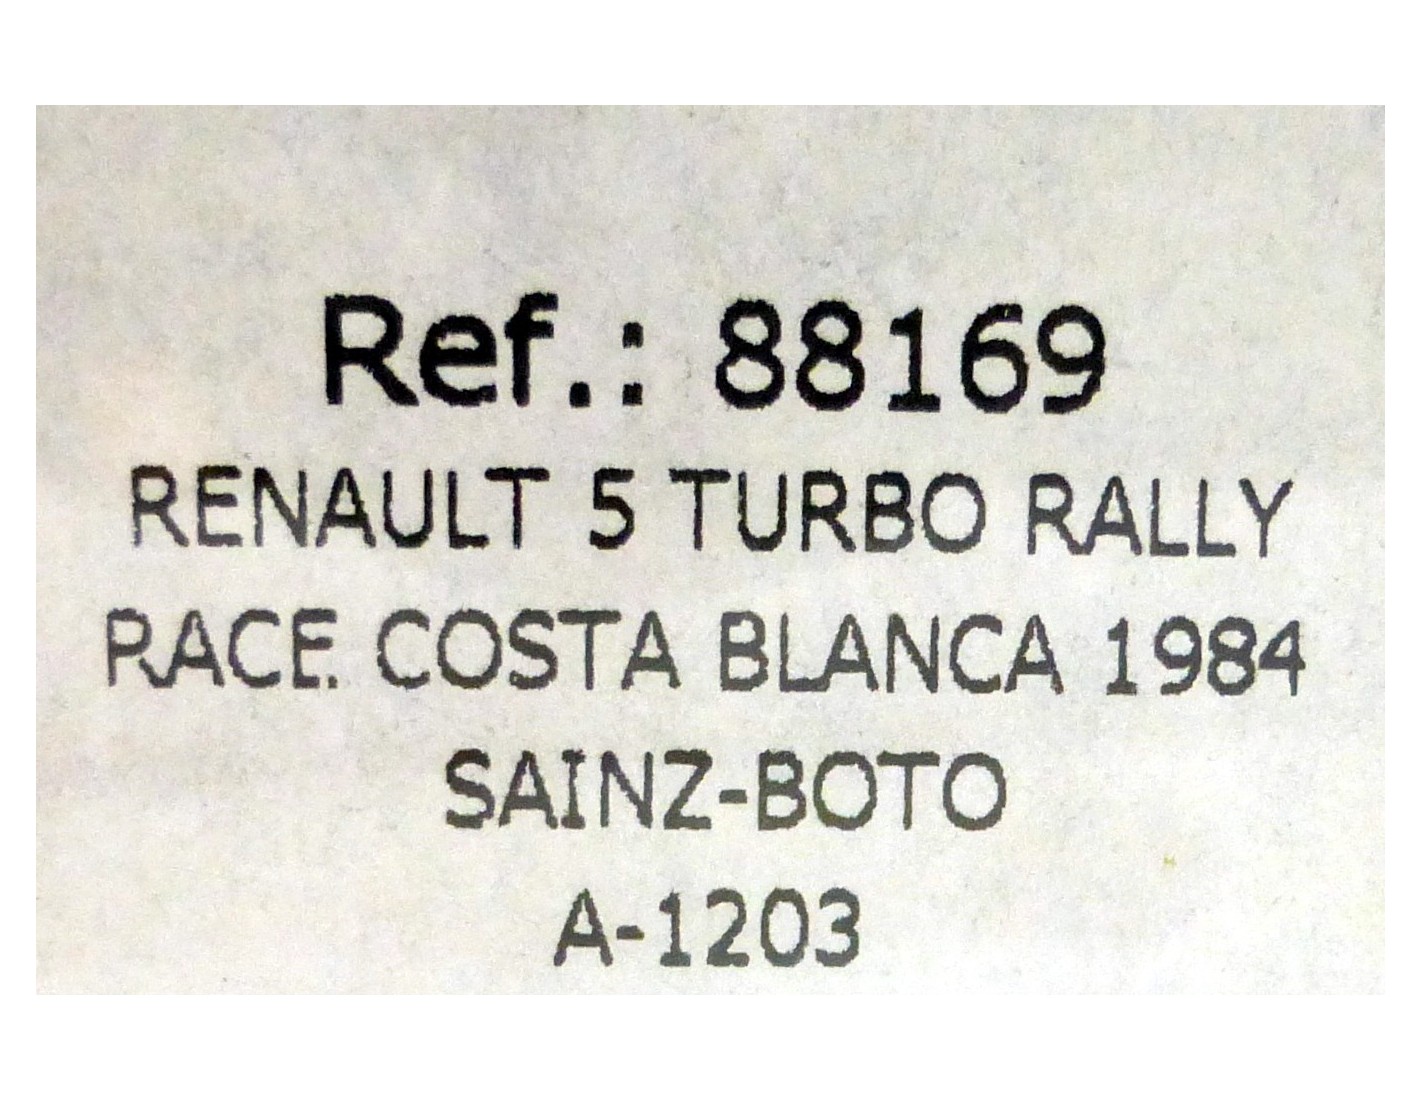 Ref.: 88169
RENAULT 5 TURBO RALLY
RACE. COSTA BLANCA 1984
SAINZ-BOTO
A-1203